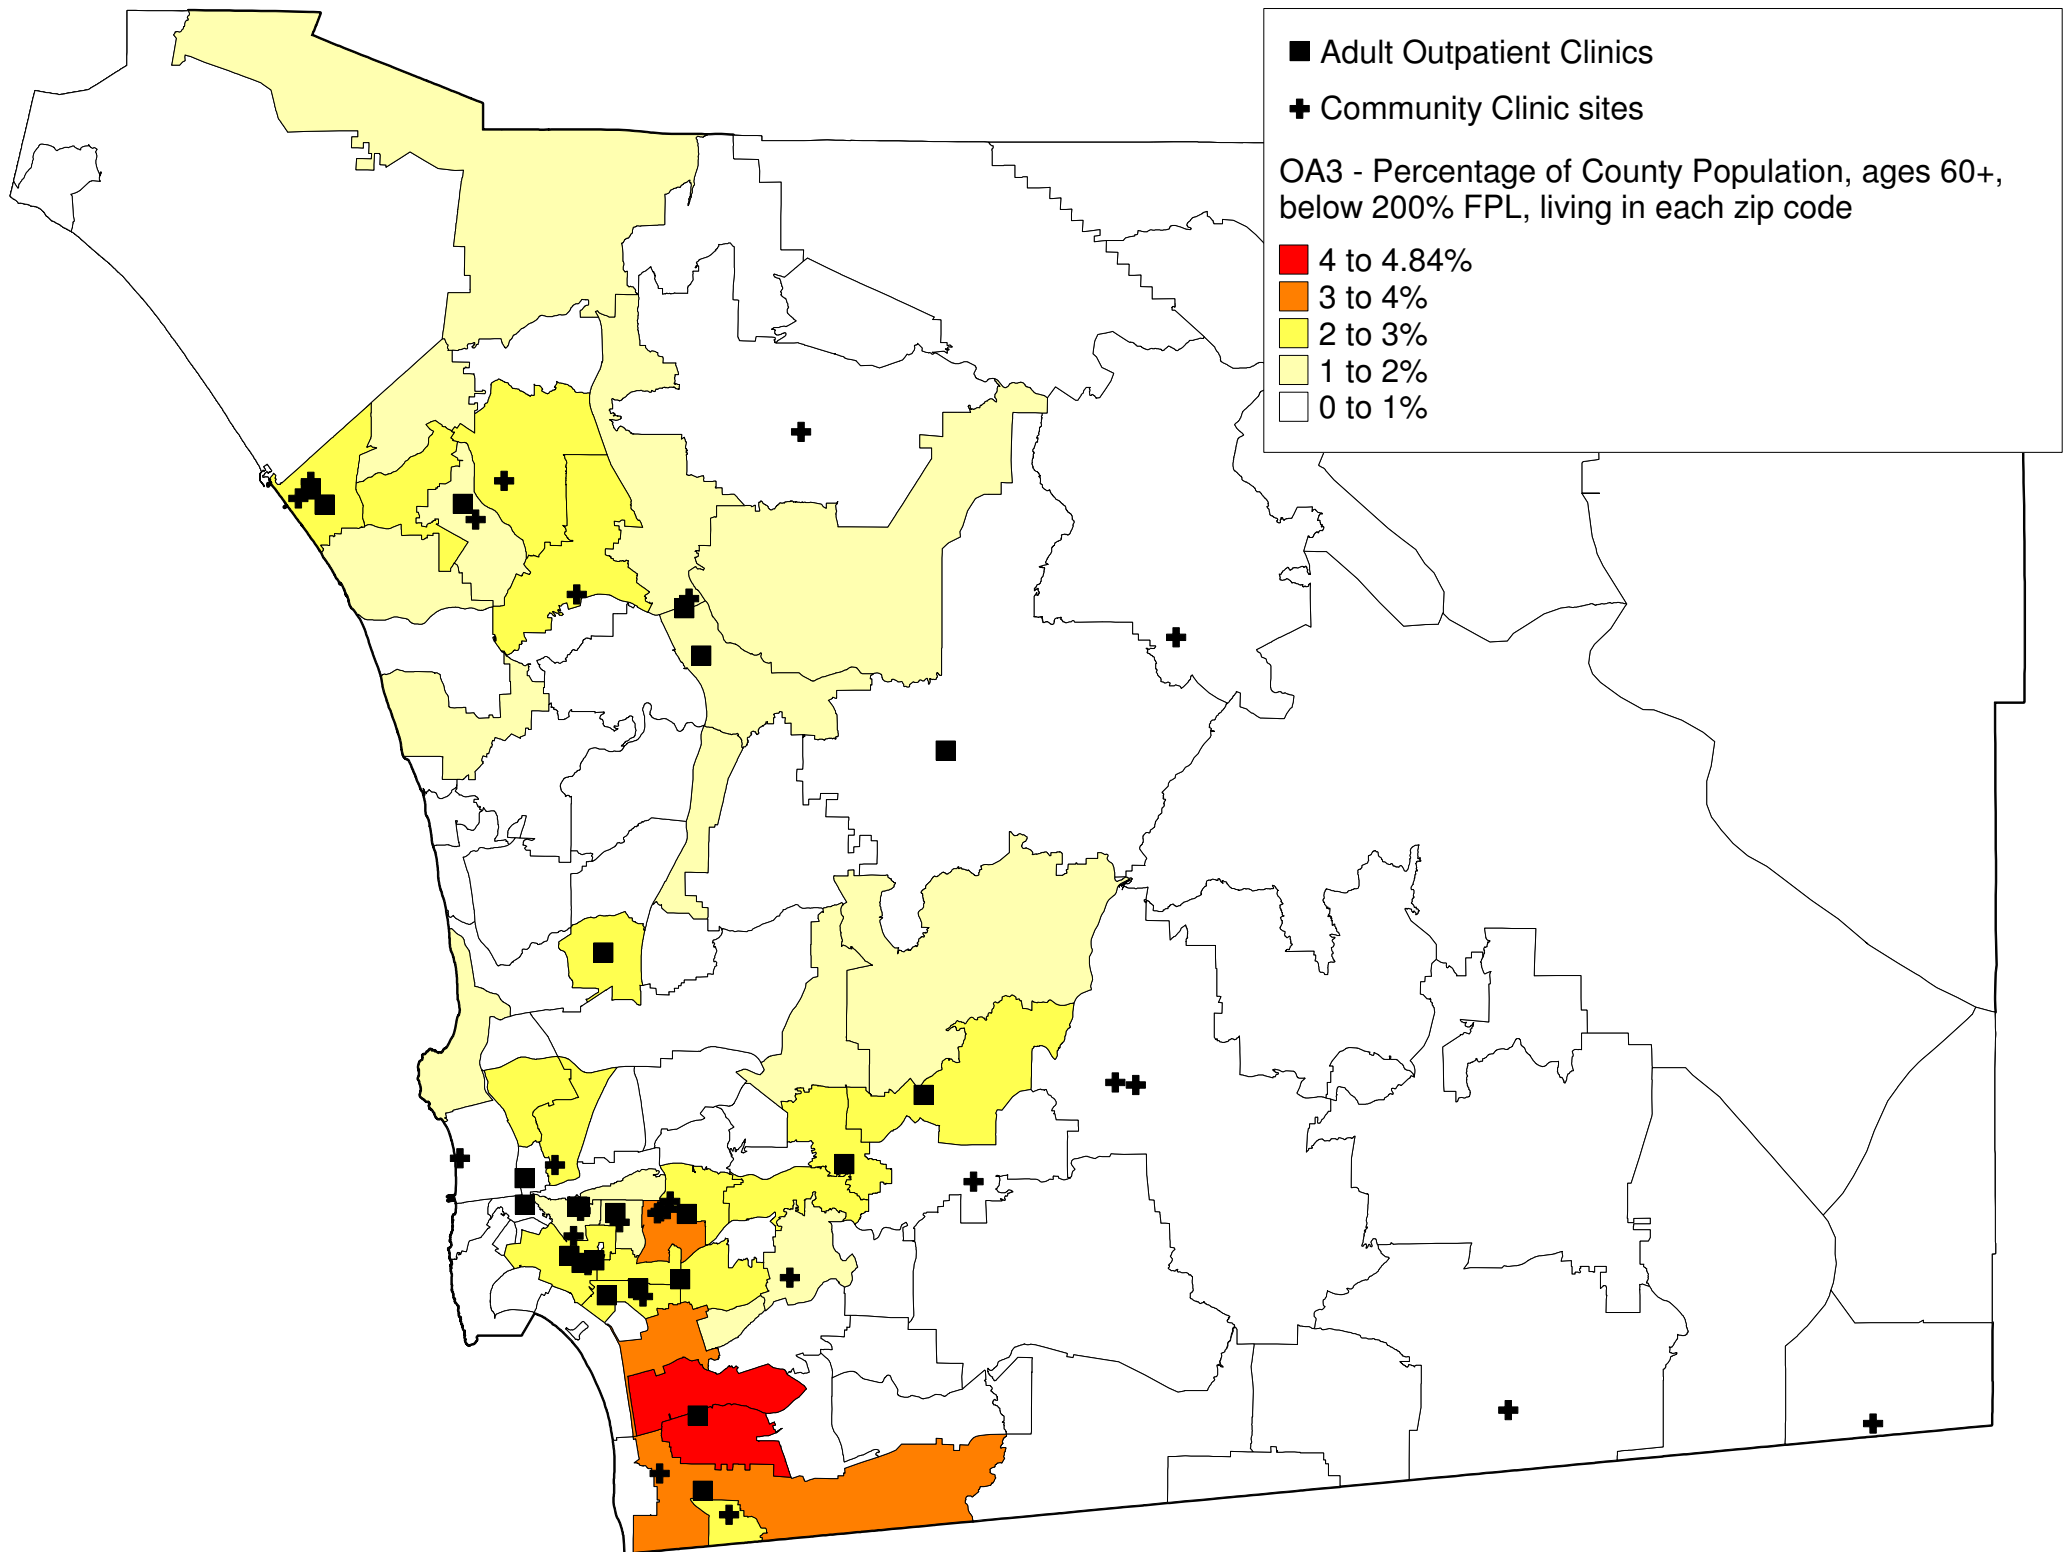 Adult Outpatient Clinics
Community Clinic sites
OA3 - Percentage of County Population, ages 60+,
below 200% FPL, living in each zip code
4 to 4.84%
3 to 4%
2 to 3%
1 to 2%
0 to 1%